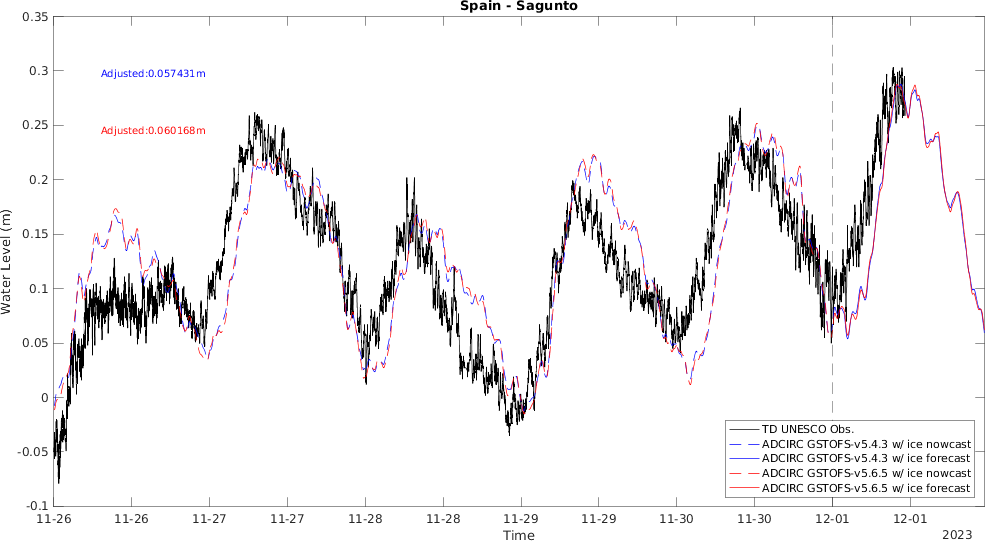 Spain - Sagunto
0.35
0.3
0.25
0.2
0.15
0.1
0.05
0
-0.05
-0.1
Water Level (m)
Adjusted:0.057431m
Adjusted:0.060168m
TD UNESCO Obs.
ADCIRC GSTOFS-v5.4.3 w/ ice nowcast
ADCIRC GSTOFS-v5.4.3 w/ ice forecast
ADCIRC GSTOFS-v5.6.5 w/ ice nowcast
ADCIRC GSTOFS-v5.6.5 w/ ice forecast
11-26 11-26 11-27 11-27 11-28 11-28 11-29 11-29 11-30 11-30 12-01 12-01
Time
2023